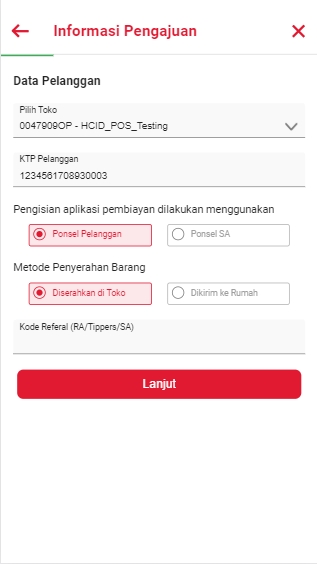 Informasi Pengajuan
Data Pelanggan
Pilih Toko
0047909OP - HCID_POS_Testing
KTP Pelanggan
1234561708930003
Pengisian aplikasi pembiayan dilakukan menggunakan
Ponsel Pelanggan
Ponsel SA
Metode Penyerahan Barang
Diserahkan di Toko
Dikirim ke Rumah
Kode Referal (RA/Tippers/SA)
Lanjut